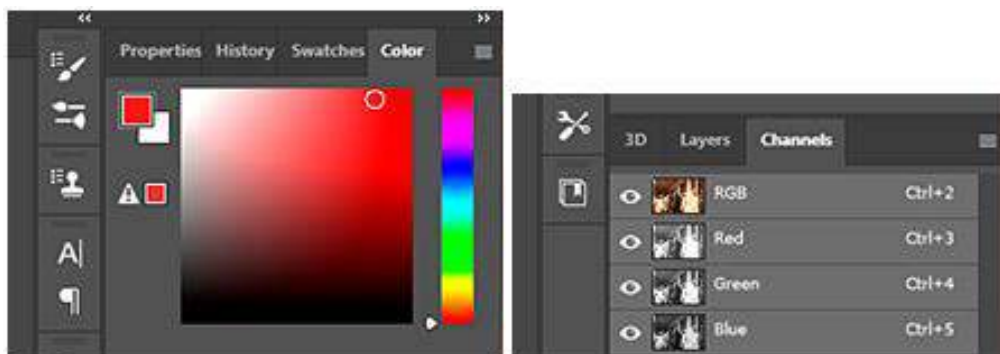 Properties History Swatches Color
A|
¶
3D Layers Channels
RGB Ctrl+2
Red Ctrl+3
Green Ctrl+4
Blue Ctrl+5